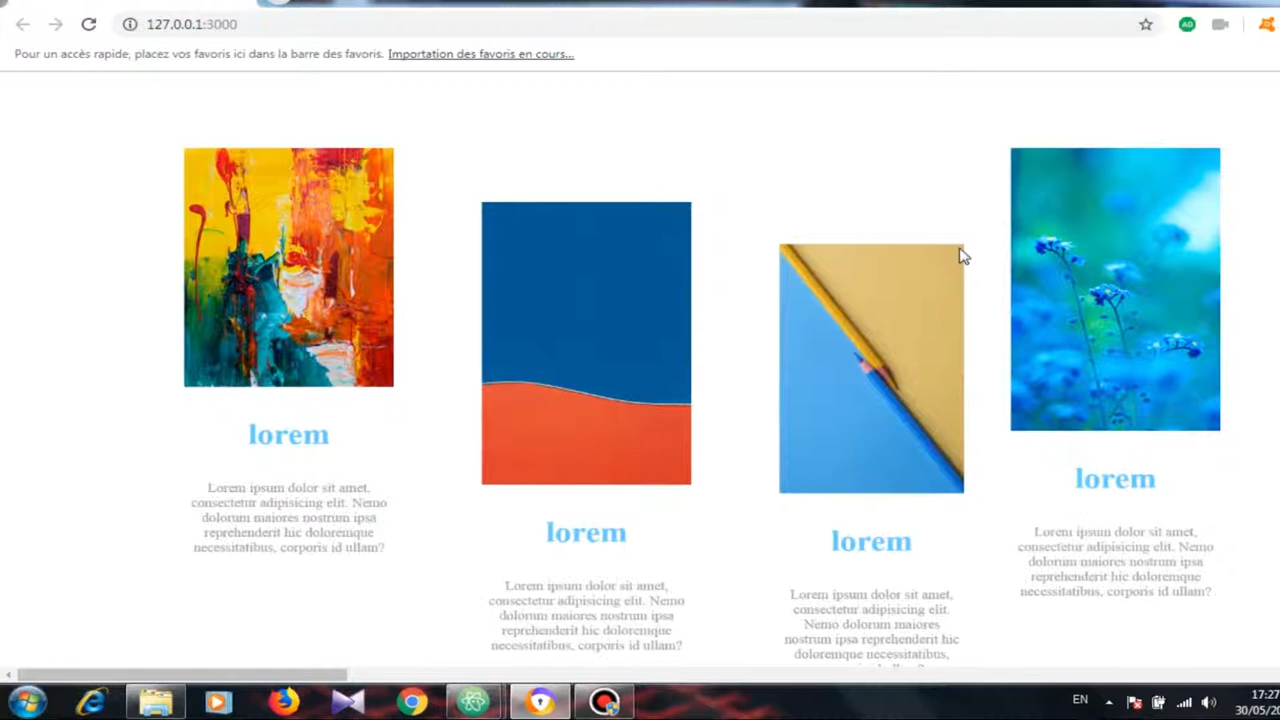 127.0.0.1:3000
Pour un accès rapide, placez vos favoris ici dans la barre des favoris. Importation des favoris en cours...
lorem
Lorem ipsum dolor sit amet,
consectetur adipisicing elit. Nemo
dolorum maiores nostrum ipsa
reprehenderit hic doloremque
necessitatibus, corporis id ullam?
lorem
Lorem ipsum dolor sit amet,
consectetur adipisicing elit. Nemo
dolorum maiores nostrum ipsa
reprehenderit hic doloremque
necessitatibus, corporis id ullam?
lorem
Lorem ipsum dolor sit amet,
consectetur adipisicing elit.
Nemo dolorum maiores
nostrum ipsa reprehenderit hic
doloremque necessitatibus,
lorem
Lorem ipsum dolor sit amet,
consectetur adipisicing elit. Nemo
dolorum maiores nostrum ipsa
reprehenderit hic doloremque
necessitatibus, corporis id ullam?
EN
17:27
30/05/20